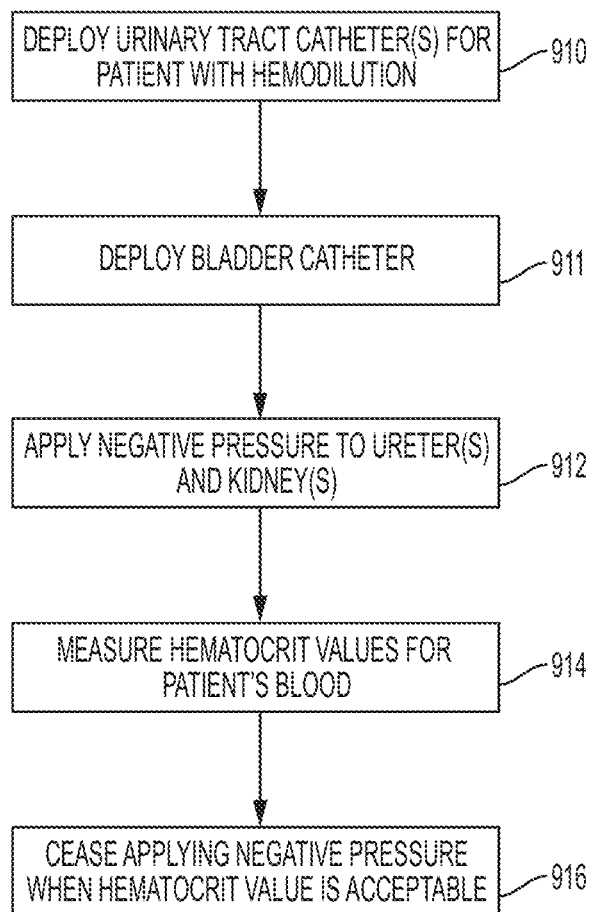 DEPLOY URINARY TRACT CATHETER(S) FOR
PATIENT WITH HEMODILUTION
910
DEPLOY BLADDER CATHETER
911
APPLY NEGATIVE PRESSURE TO URETER(S)
AND KIDNEY(S)
912
MEASURE HEMATOCRIT VALUES FOR
PATIENT'S BLOOD
914
CEASE APPLYING NEGATIVE PRESSURE
WHEN HEMATOCRIT VALUE IS ACCEPTABLE
916